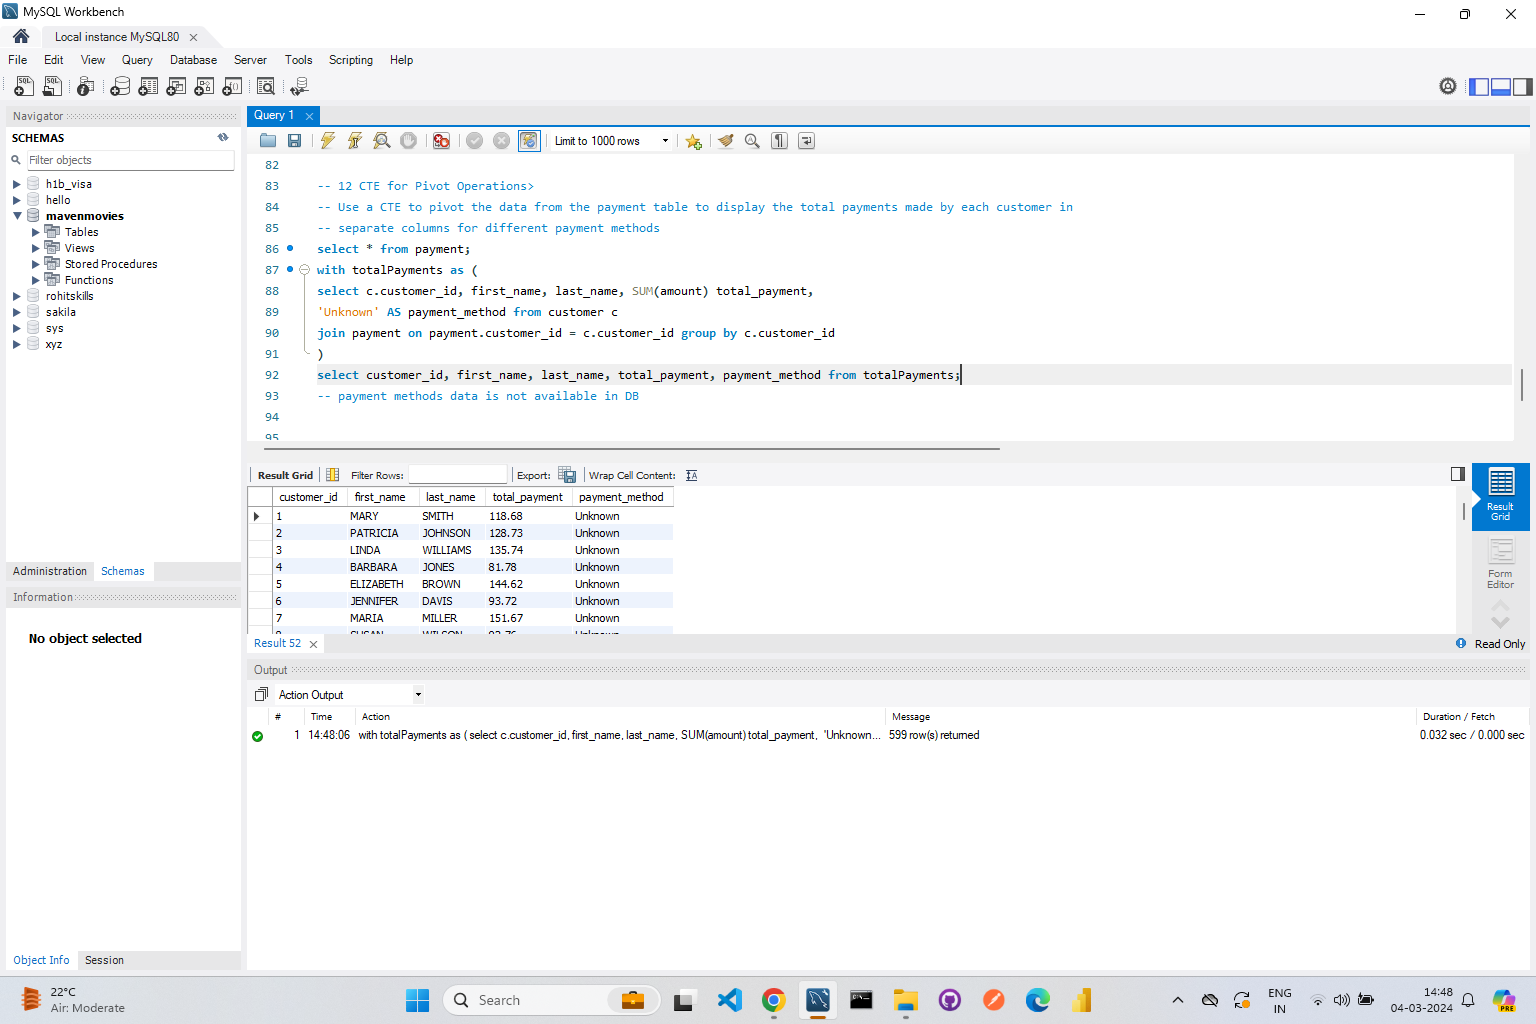 MySQL Workbench
Local instance MySQL80
File Edit View Query Database Server Tools Scripting Help
Navigator
SCHEMAS
Filter objects
h1b_visa
hello
mavenmovies
Tables
Views
Stored Procedures
Functions
rohitskills
sakila
sys
xyz
Administration Schemas
Information
No object selected
Object Info Session
Query 1
Limit to 1000 rows
82
83 -- 12 CTE for Pivot Operations>
84 -- Use a CTE to pivot the data from the payment table to display the total payments made by each customer in
85 -- separate columns for different payment methods
86 select * from payment;
87 with totalPayments as (
88 select c.customer_id, first_name, last_name, SUM(amount) total_payment,
89 'Unknown' AS payment_method from customer c
90 join payment on payment.customer_id = c.customer_id group by c.customer_id
91 )
92 select customer_id, first_name, last_name, total_payment, payment_method from totalPayments;
93 -- payment methods data is not available in DB
94
95
Result Grid Filter Rows: Export: Wrap Cell Content:
customer_id first_name last_name total_payment payment_method
1 MARY SMITH 118.68 Unknown
2 PATRICIA JOHNSON 128.73 Unknown
3 LINDA WILLIAMS 135.74 Unknown
4 BARBARA JONES 81.78 Unknown
5 ELIZABETH BROWN 144.62 Unknown
6 JENNIFER DAVIS 93.72 Unknown
7 MARIA MILLER 151.67 Unknown
8 SUSAN WILSON 92.76 Unknown
Result Grid
Form Editor
Result 52
Read Only
Output
Action Output
# Time Action Message Duration / Fetch
1 14:48:06 with totalPayments as ( select c.customer_id, first_name, last_name, SUM(amount) total_payment, 'Unknown... 599 row(s) returned 0.032 sec / 0.000 sec
22°C
Air: Moderate
Search
ENG
IN
14:48
04-03-2024
PRE